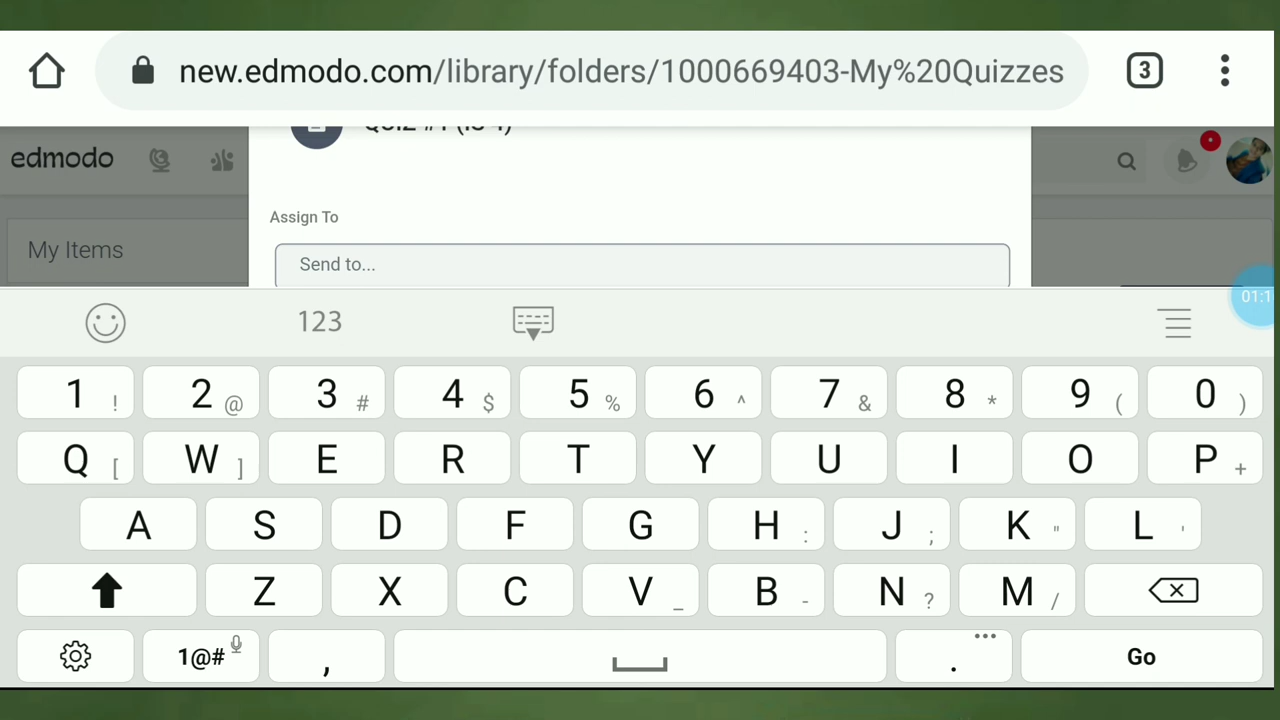 new.edmodo.com/library/folders/1000669403-My%20Quizzes
3
edmodo
My Items
Assign To
Send to...
01:1
123
1 ! 2 @ 3 # 4 $ 5 % 6 ^ 7 & 8 * 9 ( 0 )
Q [ W ] E R T Y U I O P +
A S D F G H : J ; K " L '
Z X C V _ B - N ? M /
1@# , . ... Go